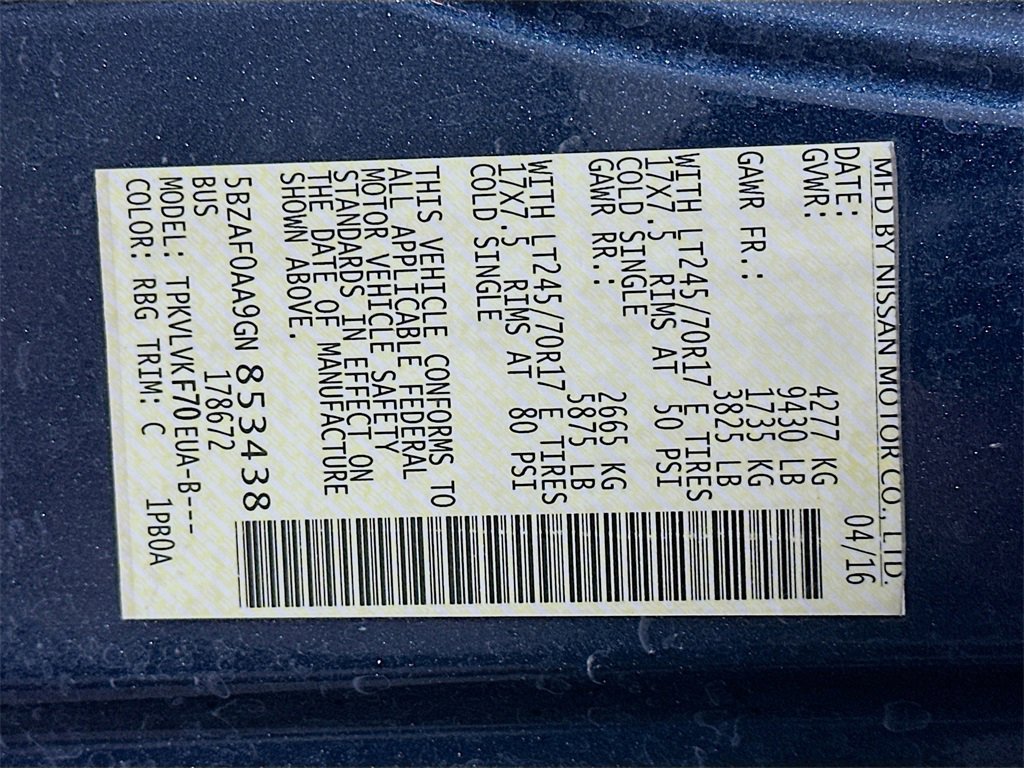 MFD BY NISSAN MOTOR CO., LTD.
DATE: 04/16
GVWR: 4277 KG
9430 LB
GAWR FR.: 1735 KG
3825 LB
WITH LT245/70R17 E TIRES
17X7.5 RIMS AT 50 PSI
COLD SINGLE
GAWR RR.: 2665 KG
5875 LB
WITH LT245/70R17 E TIRES
17X7.5 RIMS AT 80 PSI
COLD SINGLE
THIS VEHICLE CONFORMS TO
ALL APPLICABLE FEDERAL
MOTOR VEHICLE SAFETY
STANDARDS IN EFFECT ON
THE DATE OF MANUFACTURE
SHOWN ABOVE.
5BZAF0AA9GN853438
BUS 178672
MODEL: TPKVLVKF70EUA-B---
COLOR: RBG TRIM: C 1PB0A